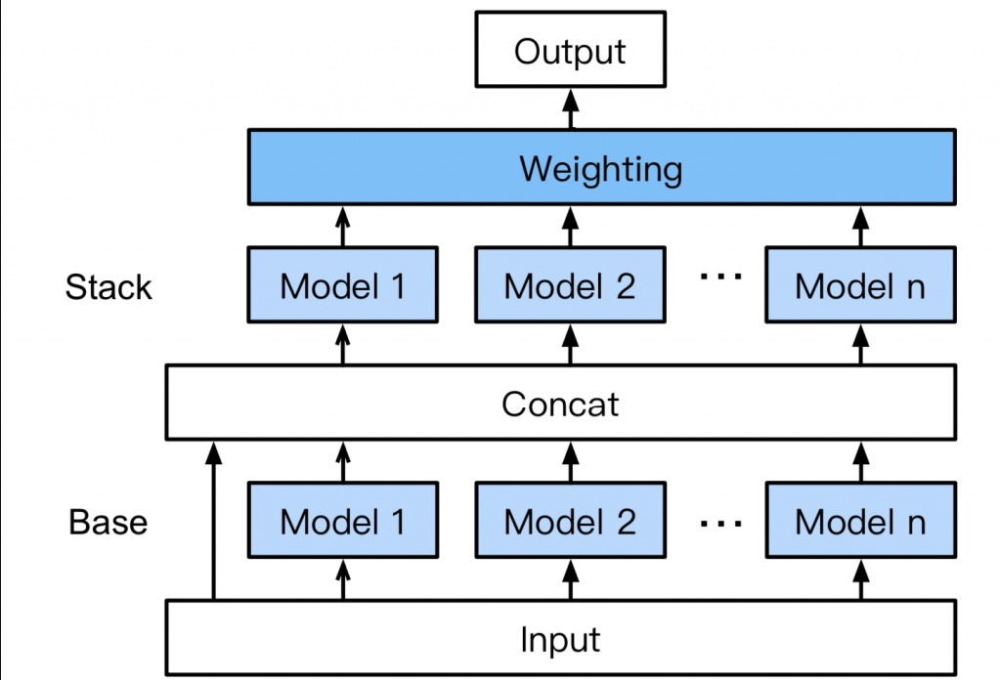 Output
Weighting
Stack
Model 1
Model 2
...
Model n
Concat
Base
Model 1
Model 2
...
Model n
Input